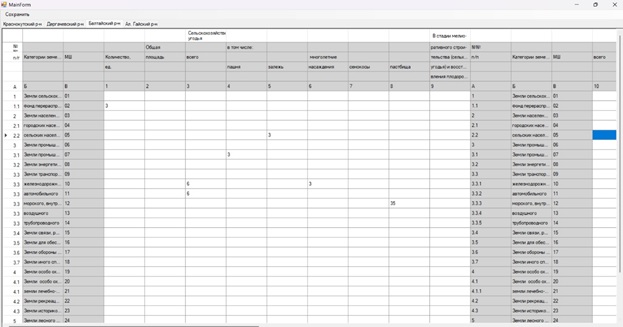 MainForm
Сохранить
Краснокутский р-н Дергачевский р-н Балтайский р-н Ал. Гайский р-н
Сельскохозяйств В стадии мелио-
угодья
№ Общая в том числе: ративного строи- №№
п.п Категории земе... МШ Количество, площадь всего многолетние тельства (сельх. п/п Категории земе... МШ всего
ед. угодья) и восст...
пашня залежь насаждения сенокосы пастбища вление плодоро...
А Б В 1 2 3 4 5 6 7 8 9 А Б В 10
1 Земли сельскох... 01 1 Земли сельскох... 01
1.1 Фонд перераспр... 02 3 1.1 Фонд перераспр... 02
2 Земли населен... 03 2 Земли населен... 03
2.1 городских насе... 04 2.1 городских насе... 04
2.2 сельских насел... 05 3 2.2 сельских насел... 05
3 Земли промыш... 06 3 Земли промыш... 06
3.1 Земли промыш... 07 3 3.1 Земли промыш... 07
3.2 Земли энергети... 08 3.2 Земли энергети... 08
3.3 Земли транспор... 09 3.3 Земли транспор... 09
3.3 железнодорожн... 10 6 3.3.1 железнодорожн... 10
3.3 автомобильного 11 6 3.3.2 автомобильного 11
3.3 морского, внутр... 12 35 3.3.3 морского, внутр... 12
3.3 воздушного 13 3.3.4 воздушного 13
3.3 трубопроводного 14 3.3.5 трубопроводного 14
3.4 Земли связи, р... 15 3.4 Земли связи, р... 15
3.5 Земли для обес... 16 3.5 Земли для обес... 16
3.6 Земли обороны ... 17 3.6 Земли обороны ... 17
3.7 Земли иного сп... 18 3.7 Земли иного сп... 18
4 Земли особо ох... 19 4 Земли особо ох... 19
4.1 Земли особо ох... 20 4.1 Земли особо ох... 20
4.1 земли лечебно-... 21 4.1.1 земли лечебно-... 21
4.2 Земли рекреац... 22 4.2 Земли рекреац... 22
4.3 Земли историко... 23 4.3 Земли историко... 23
5 Земли лесного ... 24 5 Земли лесного ... 24